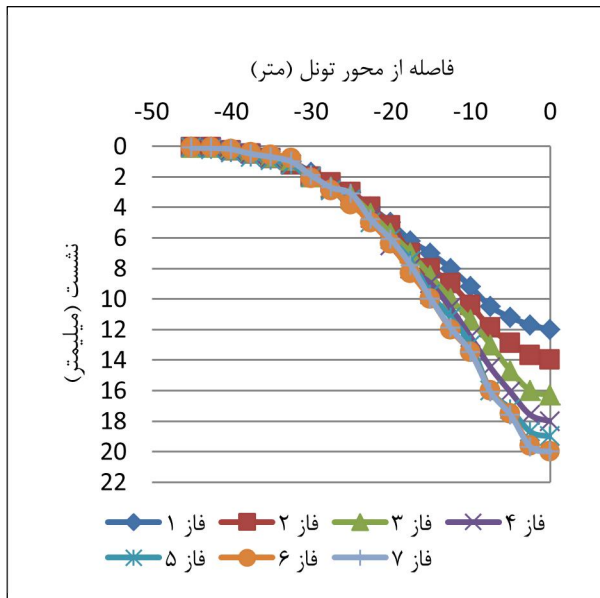 فاصله از محور تونل (متر)
-50 -40 -30 -20 -10 0
نشست (میلیمتر)
0
2
4
6
8
10
12
14
16
18
20
22
فاز ۱ فاز ۲ فاز ۳ فاز ۴
فاز ۵ فاز ۶ فاز ۷